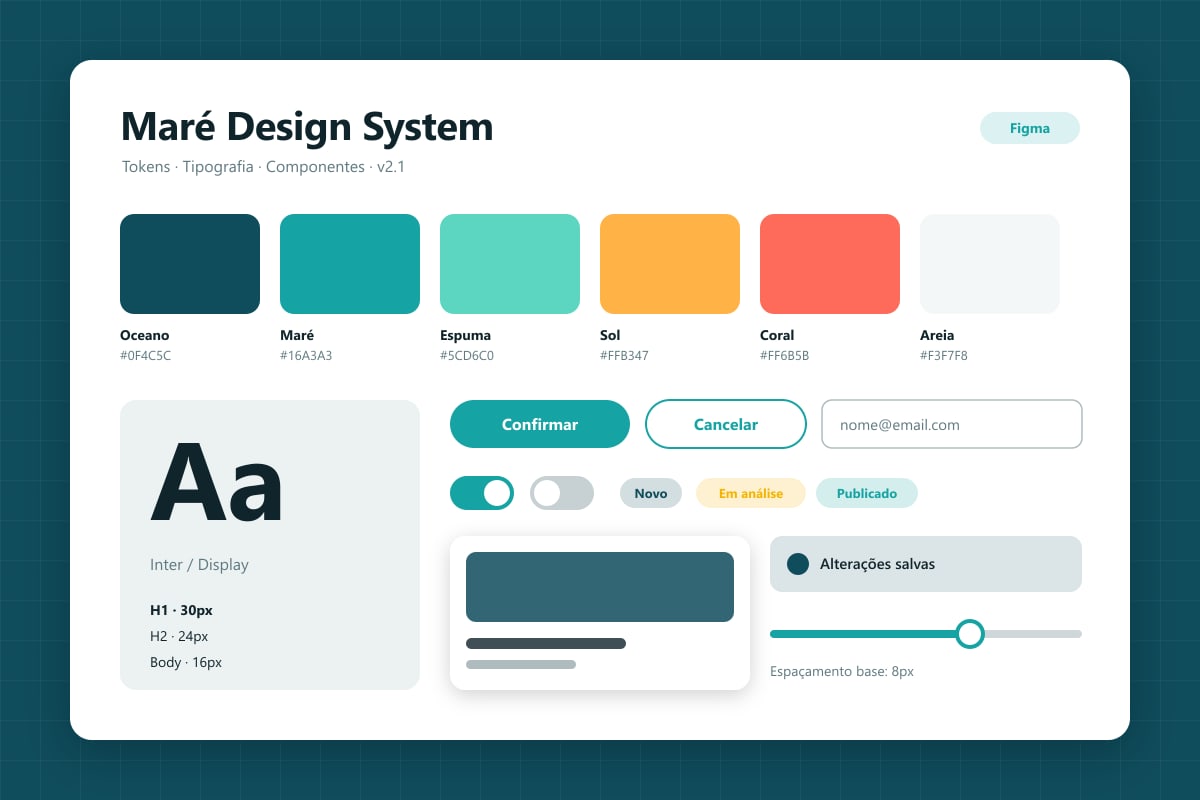 Maré Design System
Figma
Tokens · Tipografia · Componentes · v2.1
Oceano
#0F4C5C
Maré
#16A3A3
Espuma
#5CD6C0
Sol
#FFB347
Coral
#FF6B5B
Areia
#F3F7F8
Aa
Inter / Display
H1 · 30px
H2 · 24px
Body · 16px
Confirmar
Cancelar
nome@email.com
Novo
Em análise
Publicado
Alterações salvas
Espaçamento base: 8px